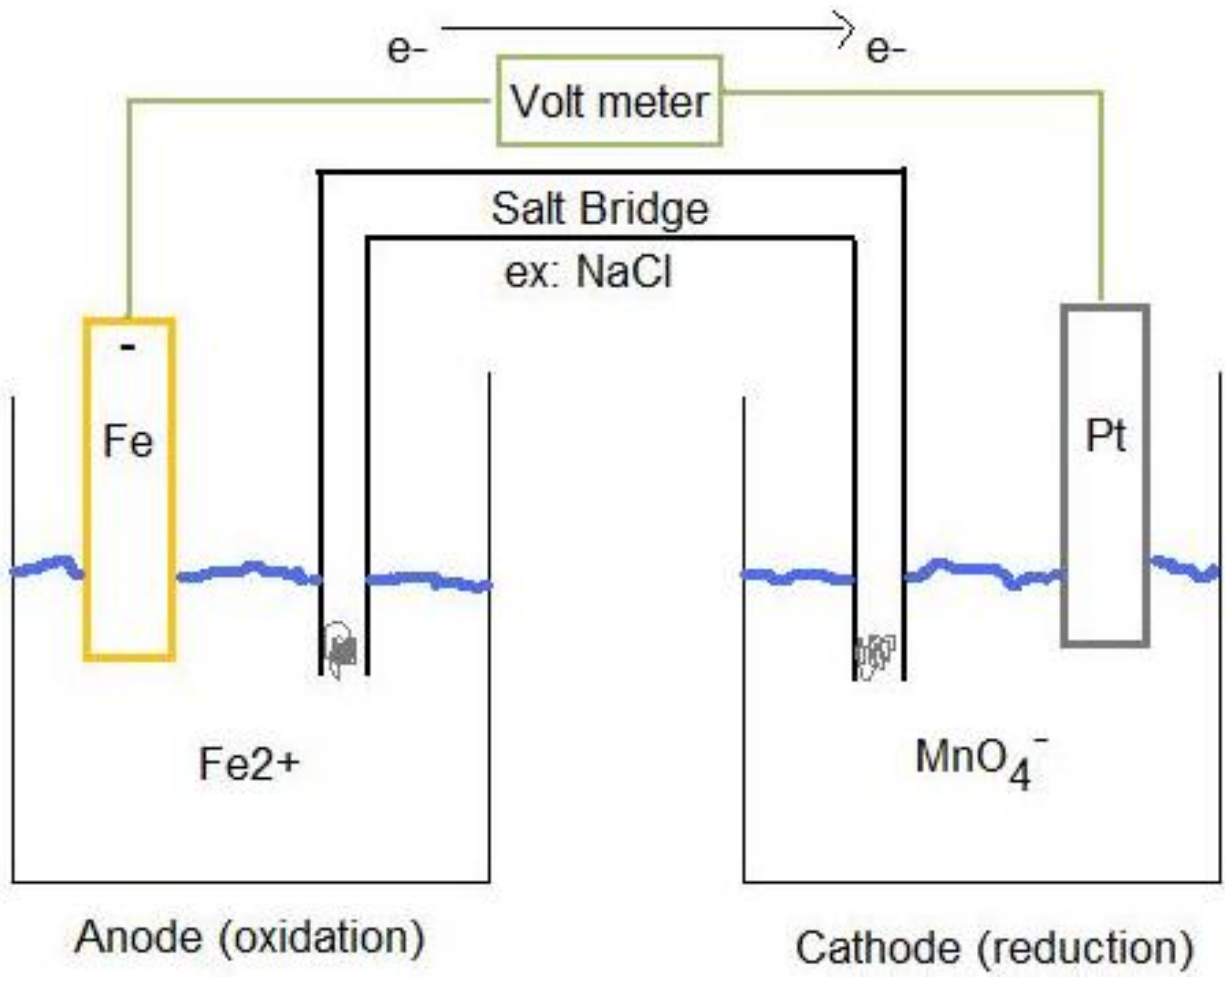 e-
e-
Volt meter
Salt Bridge
ex: NaCl
-
Fe
Pt
Fe2+
MnO₄⁻
Anode (oxidation)
Cathode (reduction)